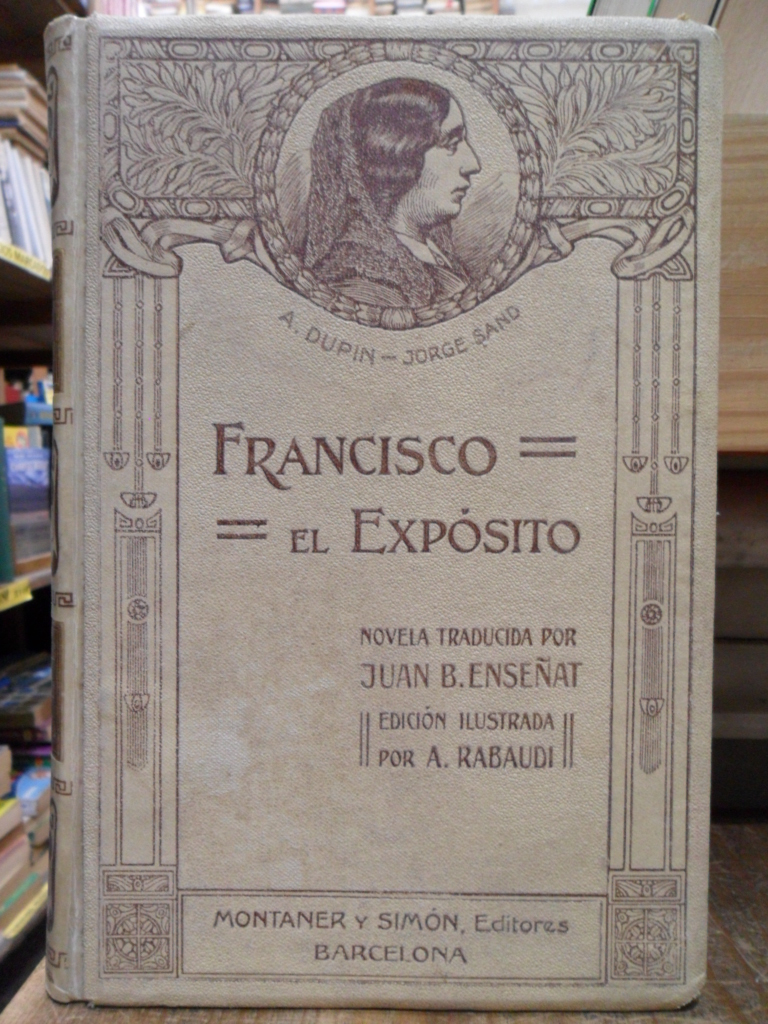 A. DUPIN - JORGE SAND
FRANCISCO =
= EL EXPÓSITO
NOVELA TRADUCIDA POR
JUAN B. ENSEÑAT
EDICIÓN ILUSTRADA
POR A. RABAUDI
MONTANER Y SIMÓN, Editores
BARCELONA